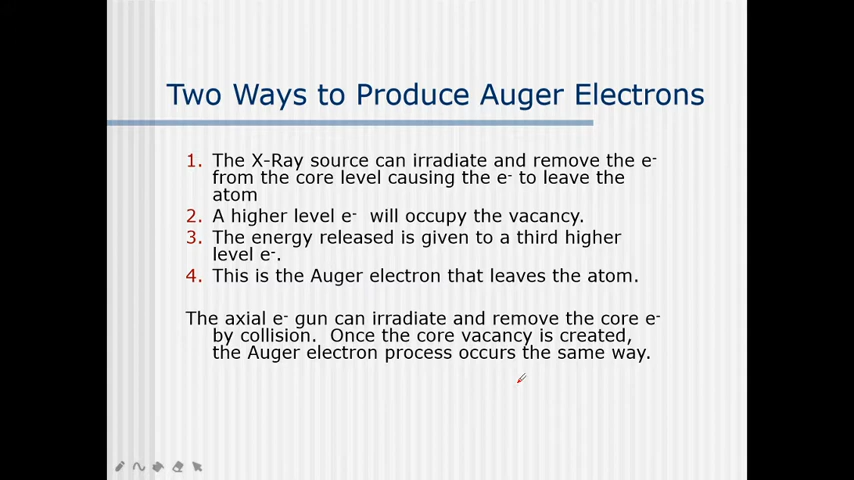 Two Ways to Produce Auger Electrons
1. The X-Ray source can irradiate and remove the e-
from the core level causing the e- to leave the
atom
2. A higher level e-  will occupy the vacancy.
3. The energy released is given to a third higher
level e-.
4. This is the Auger electron that leaves the atom.
The axial e- gun can irradiate and remove the core e-
by collision.  Once the core vacancy is created,
the Auger electron process occurs the same way.